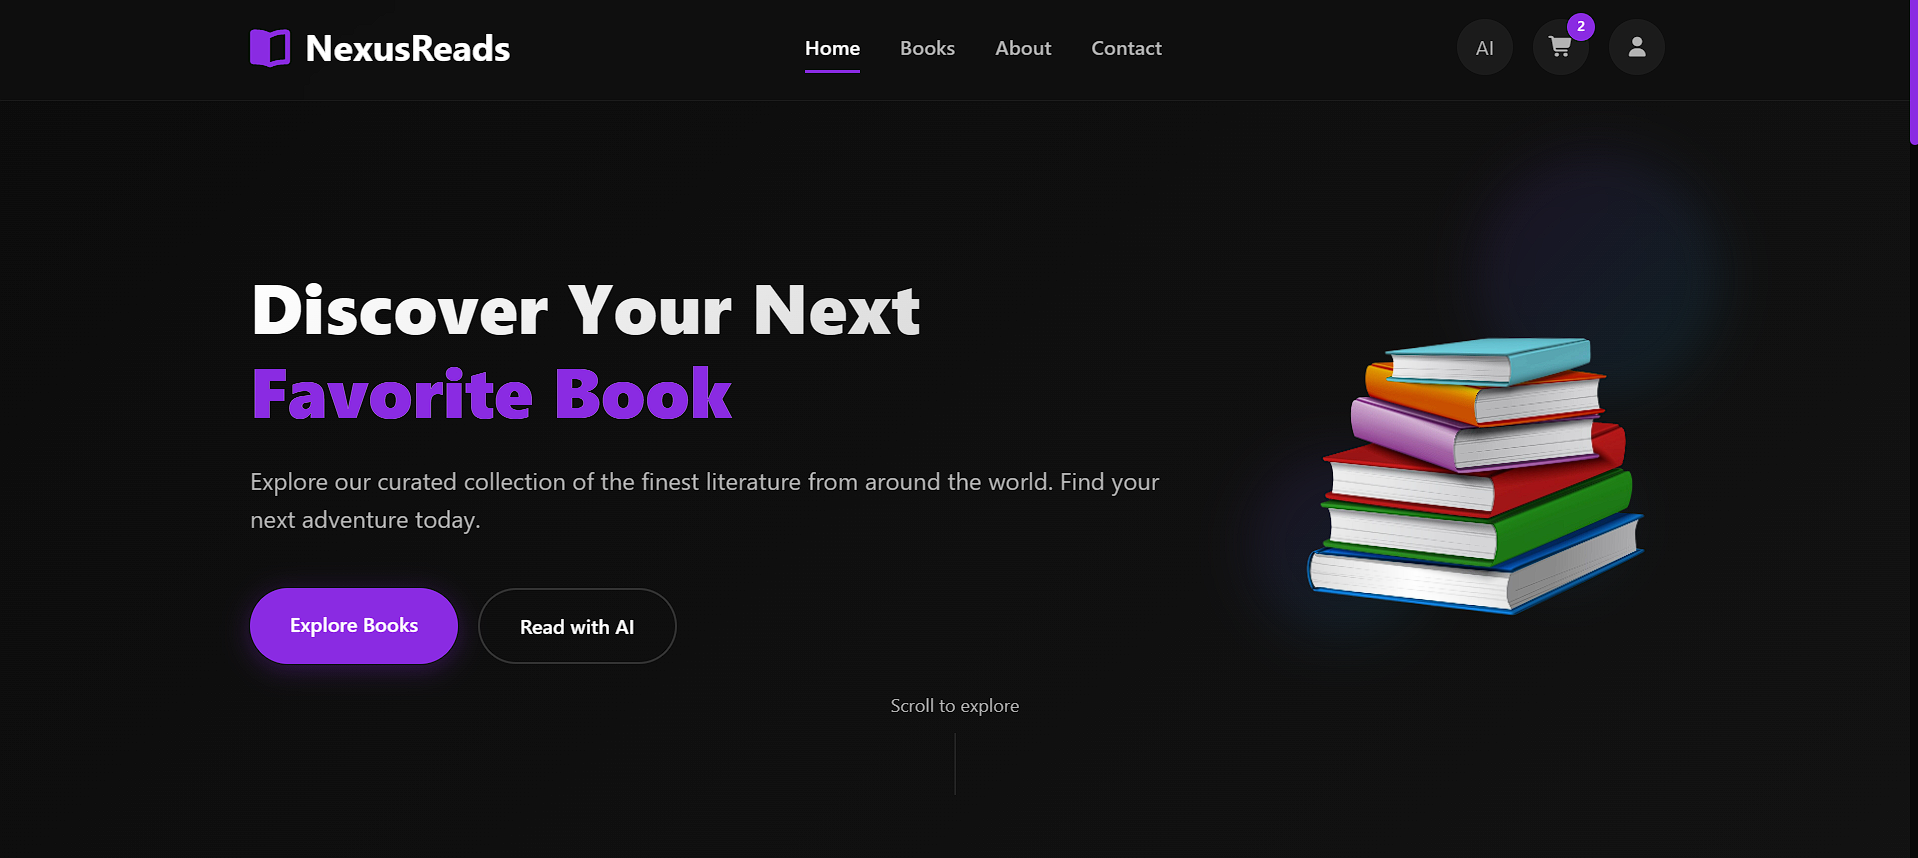 NexusReads
Home
Books
About
Contact
AI
2
Discover Your Next
Favorite Book
Explore our curated collection of the finest literature from around the world. Find your
next adventure today.
Explore Books
Read with AI
Scroll to explore